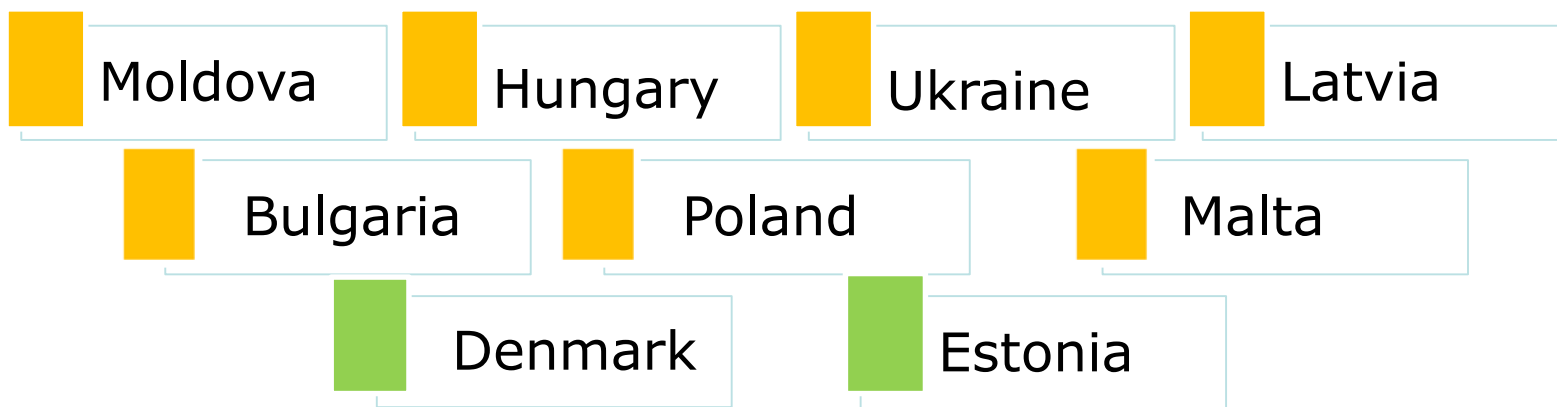 Moldova Hungary Ukraine Latvia
Bulgaria Poland Malta
Denmark Estonia